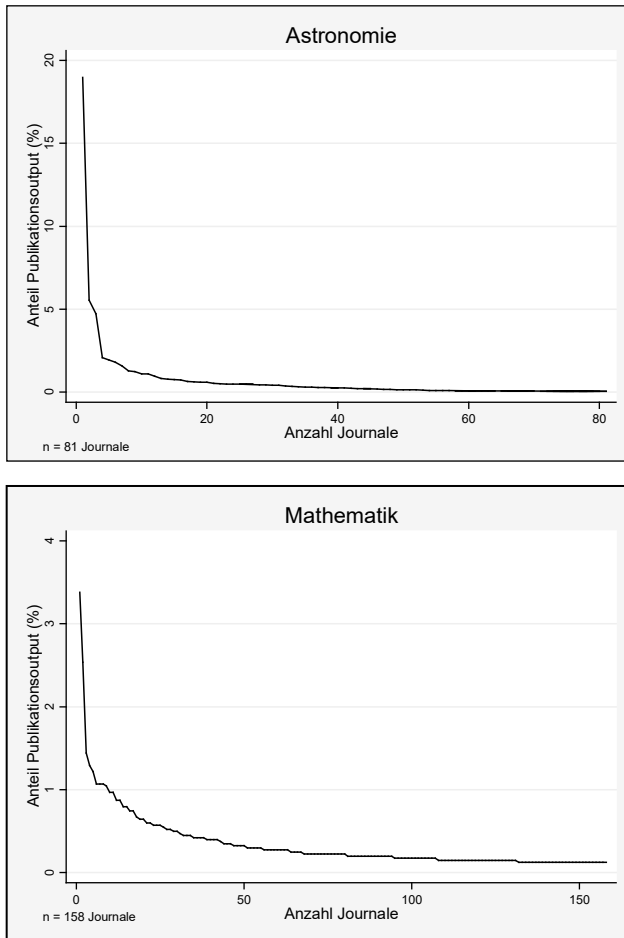 Astronomie
Anteil Publikationsoutput (%)
20
15
10
5
0
0 20 40 60 80
Anzahl Journale
n = 81 Journale
Mathematik
Anteil Publikationsoutput (%)
4
3
2
1
0
0 50 100 150
Anzahl Journale
n = 158 Journale